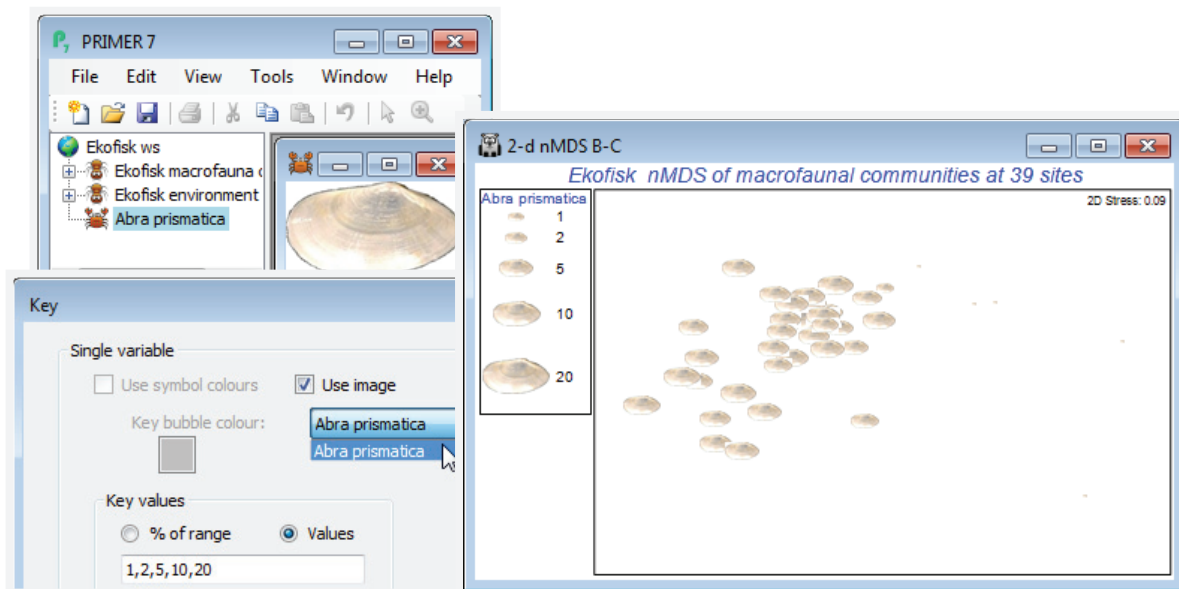 PRIMER 7
File Edit View Tools Window Help
Ekofisk ws
Ekofisk macrofauna
Ekofisk environment
Abra prismatica
Key
Single variable
Use symbol colours
Use image
Key bubble colour:
Abra prismatica
Abra prismatica
Key values
% of range
Values
1,2,5,10,20
2-d nMDS B-C
Ekofisk nMDS of macrofaunal communities at 39 sites
Abra prismatica
1
2
5
10
20
2D Stress: 0.09